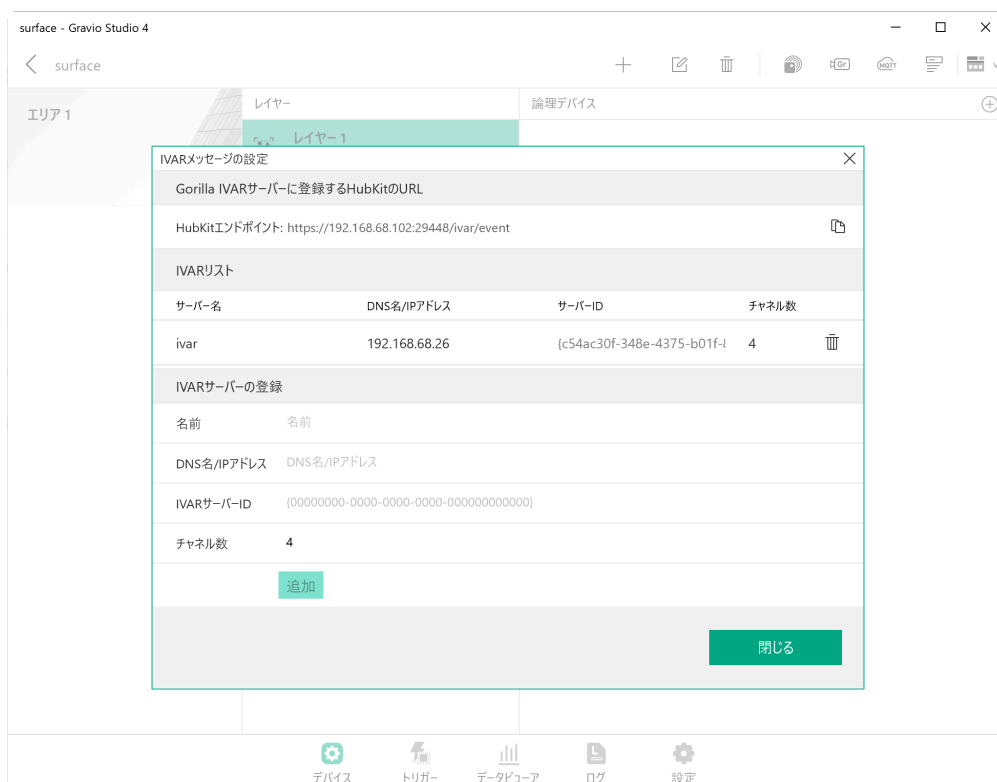 surface - Gravio Studio 4
surface
Gr
MQTT
エリア 1
レイヤー
論理デバイス
レイヤー 1
IVARメッセージの設定
Gorilla IVARサーバーに登録するHubKitのURL
HubKitエンドポイント: https://192.168.68.102:29448/ivar/event
IVARリスト
サーバー名 DNS名/IPアドレス サーバーID チャネル数
ivar 192.168.68.26 {c54ac30f-348e-4375-b01f- 4
IVARサーバーの登録
名前 名前
DNS名/IPアドレス DNS名/IPアドレス
IVARサーバーID {00000000-0000-0000-0000-000000000000}
チャネル数 4
追加
閉じる
デバイス トリガー データビューア ログ 設定